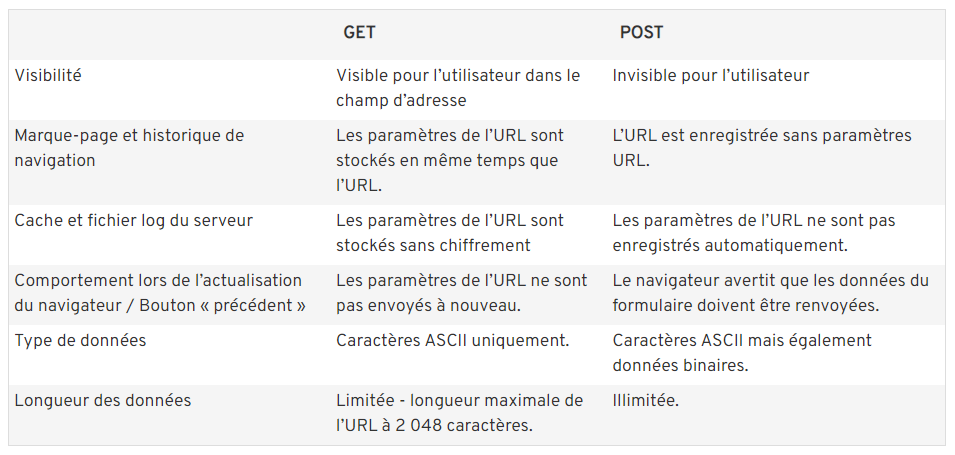 GET POST
Visibilité
Visible pour l’utilisateur dans le
champ d’adresse
Invisible pour l’utilisateur
Marque-page et historique de
navigation
Les paramètres de l’URL sont
stockés en même temps que
l’URL.
L’URL est enregistrée sans paramètres
URL.
Cache et fichier log du serveur
Les paramètres de l’URL sont
stockés sans chiffrement
Les paramètres de l’URL ne sont pas
enregistrés automatiquement.
Comportement lors de l’actualisation
du navigateur / Bouton « précédent »
Les paramètres de l’URL ne sont
pas envoyés à nouveau.
Le navigateur avertit que les données du
formulaire doivent être renvoyées.
Type de données
Caractères ASCII uniquement.
Caractères ASCII mais également
données binaires.
Longueur des données
Limitée - longueur maximale de
l’URL à 2 048 caractères.
Illimitée.